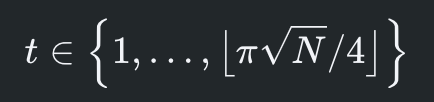 t ∈ {1, …, ⌊π√N/4⌋}